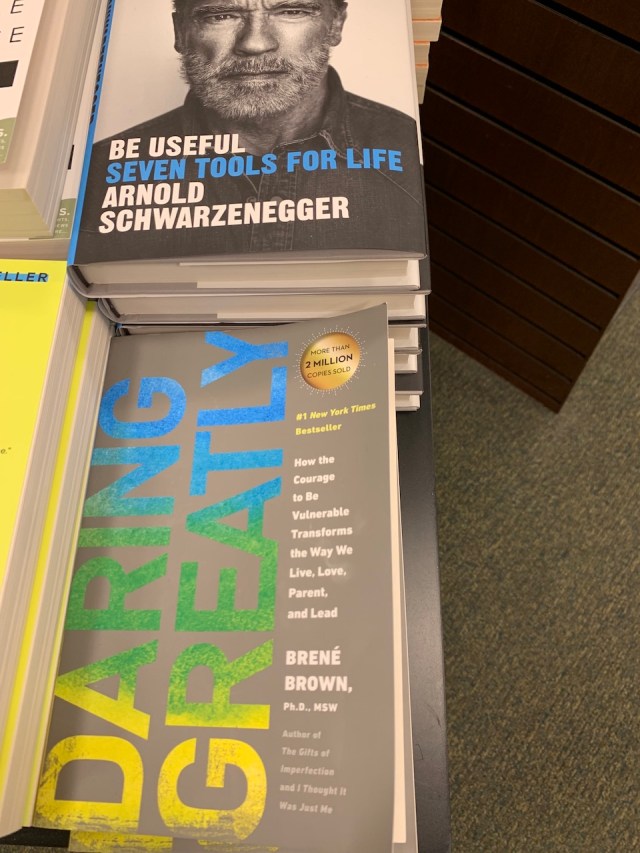 E
E
S.
S.
BE USEFUL
SEVEN TOOLS FOR LIFE
ARNOLD
SCHWARZENEGGER
LLER
e."
DARING
GREATLY
MORE THAN
2 MILLION
COPIES SOLD
#1 New York Times
Bestseller
How the
Courage
to Be
Vulnerable
Transforms
the Way We
Live, Love,
Parent,
and Lead
BRENÉ
BROWN,
Ph.D., MSW
Author of
The Gifts of
Imperfection
and I Thought It
Was Just Me